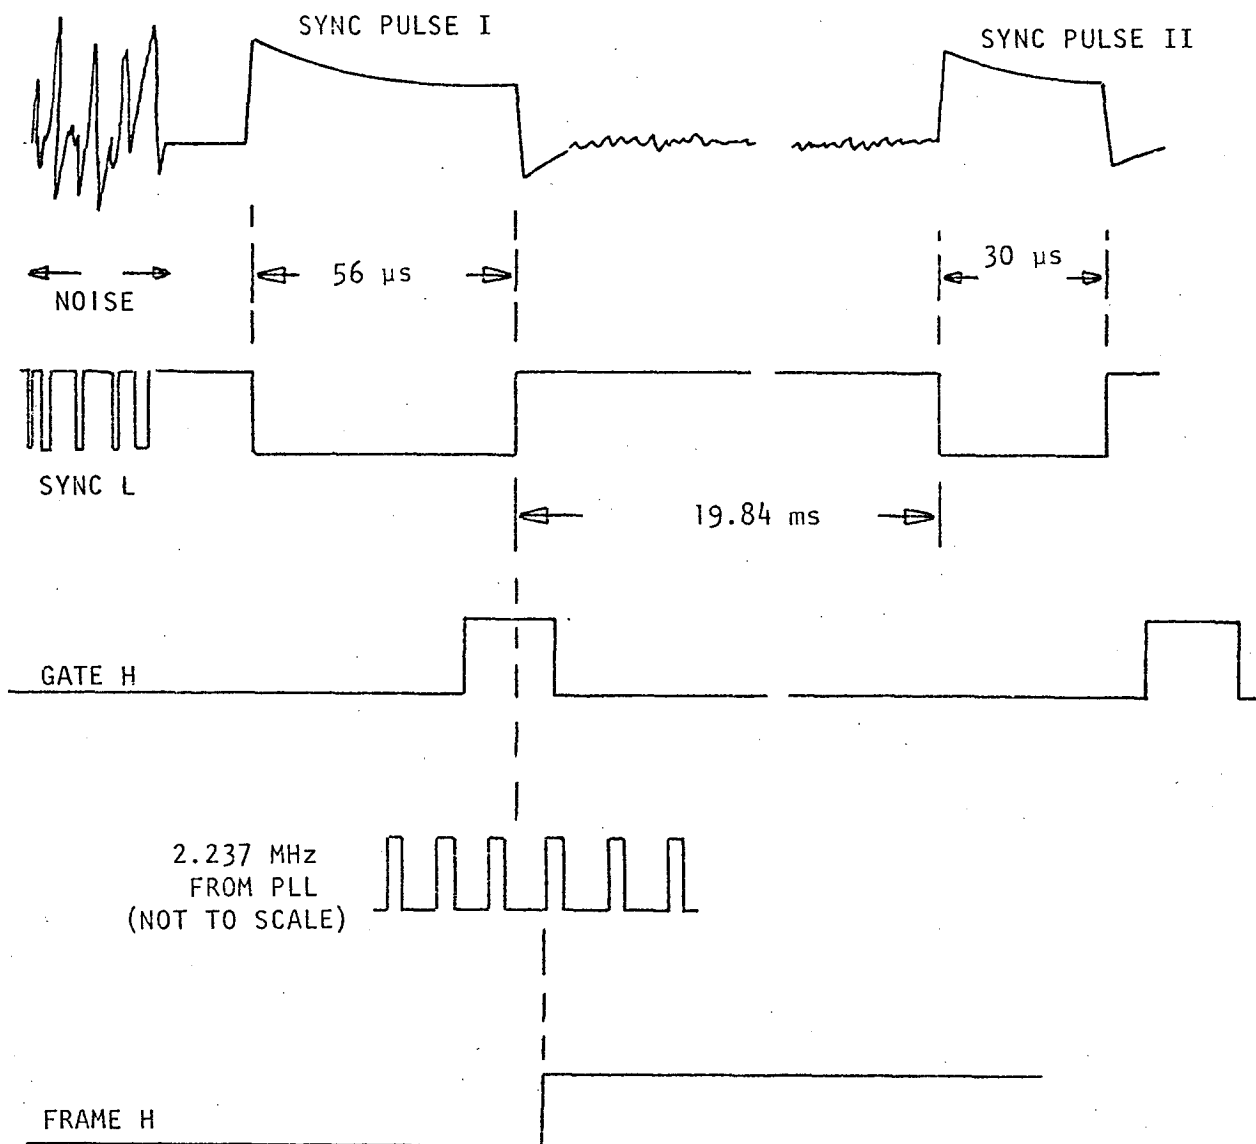 SYNC PULSE I
SYNC PULSE II
56 µs
30 µs
NOISE
SYNC L
19.84 ms
GATE H
2.237 MHz
FROM PLL
(NOT TO SCALE)
FRAME H